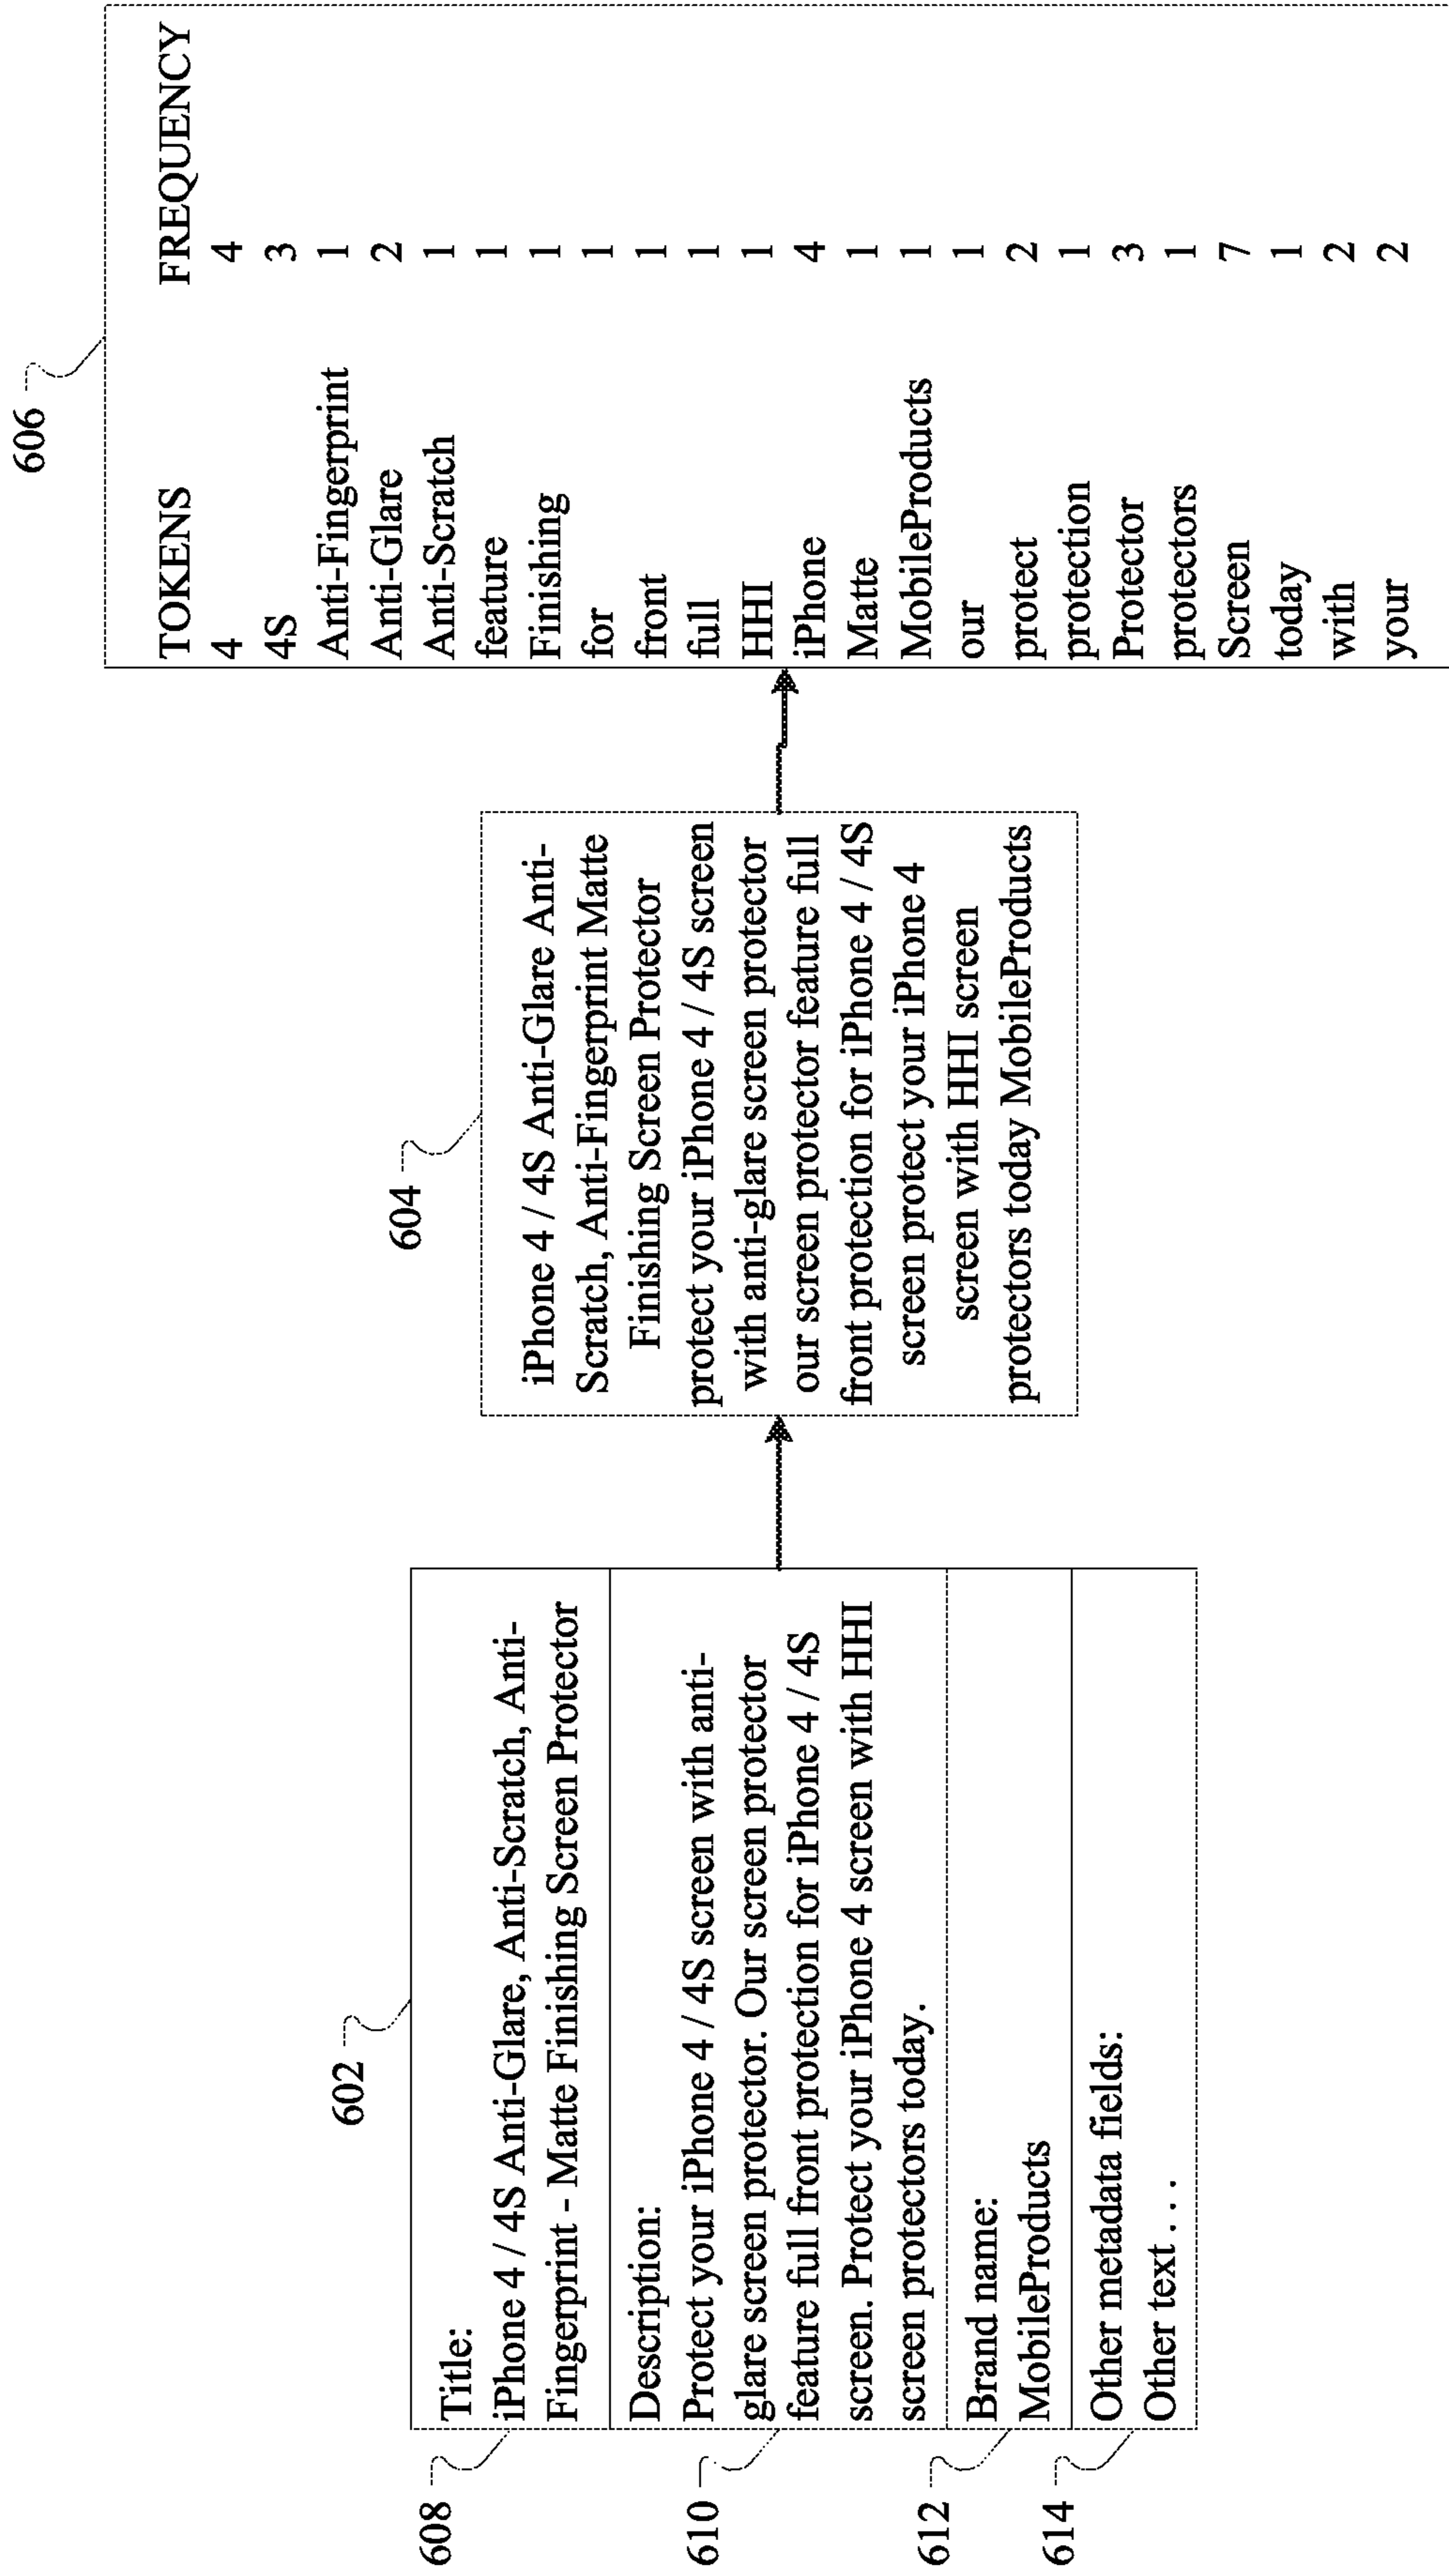 602
608
Title:
iPhone 4 / 4S Anti-Glare, Anti-Scratch, Anti-
Fingerprint - Matte Finishing Screen Protector
610
Description:
Protect your iPhone 4 / 4S screen with anti-
glare screen protector. Our screen protector
feature full front protection for iPhone 4 / 4S
screen. Protect your iPhone 4 screen with HHI
screen protectors today.
612
Brand name:
MobileProducts
614
Other metadata fields:
Other text . . .
604
iPhone 4 / 4S Anti-Glare Anti-
Scratch, Anti-Fingerprint Matte
Finishing Screen Protector
protect your iPhone 4 / 4S screen
with anti-glare screen protector
our screen protector feature full
front protection for iPhone 4 / 4S
screen protect your iPhone 4
screen with HHI screen
protectors today MobileProducts
606
TOKENS FREQUENCY
4 4
4S 3
Anti-Fingerprint 1
Anti-Glare 2
Anti-Scratch 1
feature 1
Finishing 1
for 1
front 1
full 1
HHI 1
iPhone 4
Matte 1
MobileProducts 1
our 1
protect 2
protection 1
Protector 3
protectors 1
Screen 7
today 1
with 2
your 2